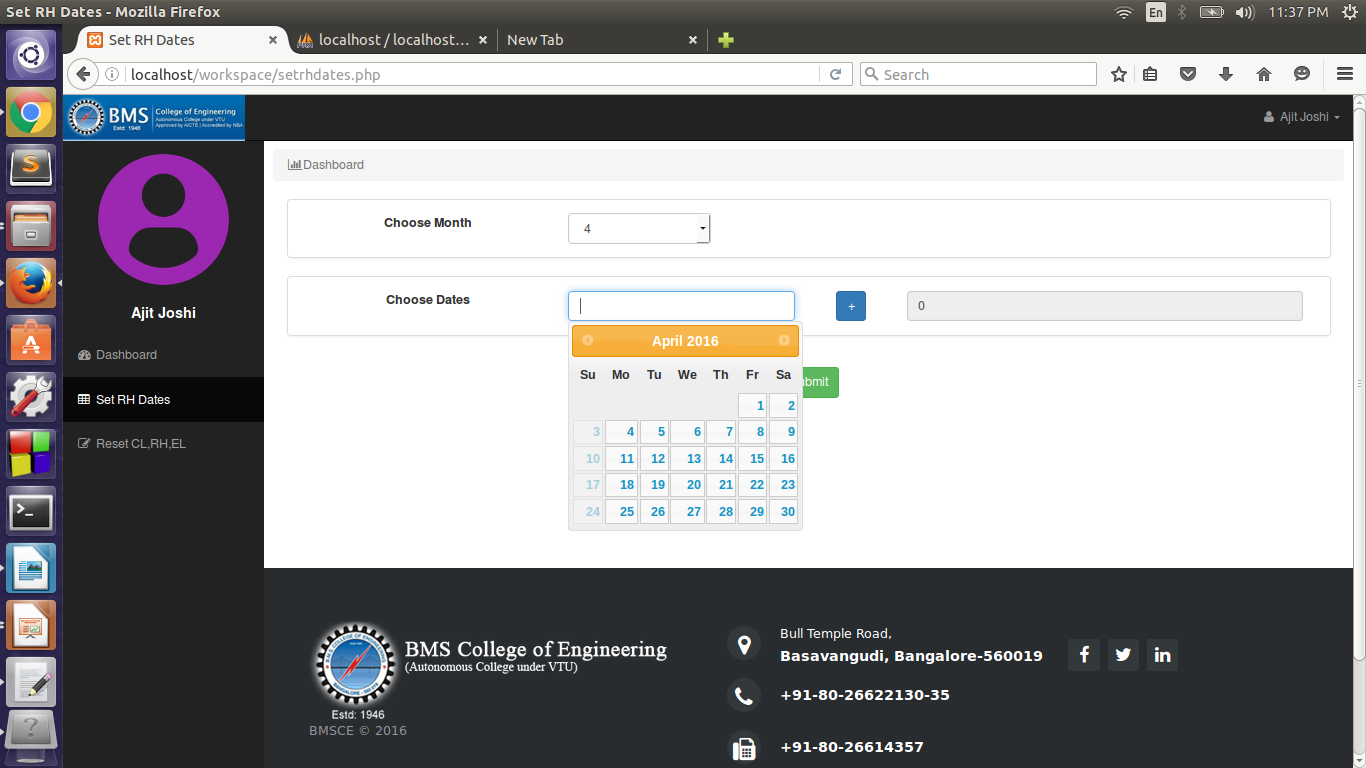 Set RH Dates - Mozilla Firefox
En
11:37 PM
Set RH Dates
localhost / localhost...
New Tab
localhost/workspace/setrhdates.php
Search
BMS College of Engineering
Autonomous College under VTU
Approved by AICTE | Accredited by NBA
Estd: 1946
Ajit Joshi
Dashboard
Choose Month
4
Ajit Joshi
Choose Dates
+
0
Dashboard
Set RH Dates
Reset CL,RH,EL
April 2016
Su Mo Tu We Th Fr Sa
1 2
3 4 5 6 7 8 9
10 11 12 13 14 15 16
17 18 19 20 21 22 23
24 25 26 27 28 29 30
bmit
BMS College of Engineering
(Autonomous College under VTU)
Estd: 1946
BMSCE © 2016
Bull Temple Road,
Basavangudi, Bangalore-560019
+91-80-26622130-35
+91-80-26614357